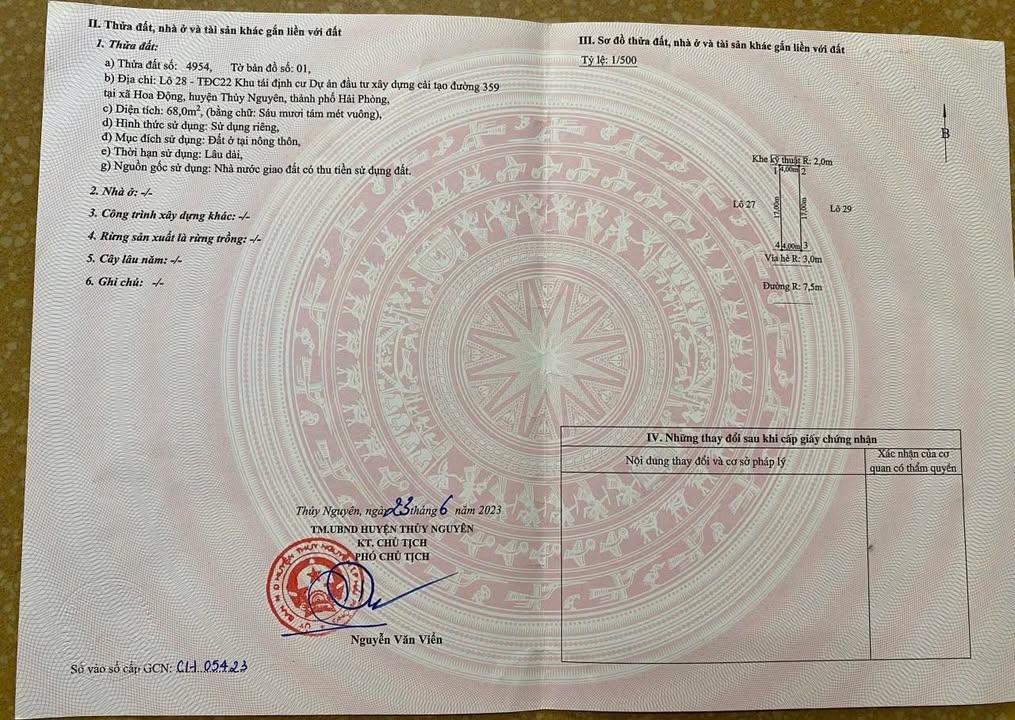 II. Thửa đất, nhà ở và tài sản khác gắn liền với đất
1. Thửa đất:
a) Thửa đất số: 4954, Tờ bản đồ số: 01,
b) Địa chỉ: Lô 28 - TĐC22 Khu tái định cư Dự án đầu tư xây dựng cải tạo đường 359
tại xã Hoa Động, huyện Thủy Nguyên, thành phố Hải Phòng,
c) Diện tích: 68,0m², (bằng chữ: Sáu mươi tám mét vuông),
d) Hình thức sử dụng: Sử dụng riêng,
đ) Mục đích sử dụng: Đất ở tại nông thôn,
e) Thời hạn sử dụng: Lâu dài,
g) Nguồn gốc sử dụng: Nhà nước giao đất có thu tiền sử dụng đất.
2. Nhà ở: -/-
3. Công trình xây dựng khác: -/-
4. Rừng sản xuất là rừng trồng: -/-
5. Cây lâu năm: -/-
6. Ghi chú: -/-
Thủy Nguyên, ngày 23 tháng 6 năm 2023
TM.UBND HUYỆN THỦY NGUYÊN
KT. CHỦ TỊCH
PHÓ CHỦ TỊCH
Nguyễn Văn Viển
Số vào sổ cấp GCN: CH 05423
III. Sơ đồ thửa đất, nhà ở và tài sản khác gắn liền với đất
Tỷ lệ: 1/500
B
Khe kỹ thuật R: 2,0m
1 4,00m 2
Lô 27 17,00m 17,00m Lô 29
4 4,00m 3
Vỉa hè R: 3,0m
Đường R: 7,5m
IV. Những thay đổi sau khi cấp giấy chứng nhận
Nội dung thay đổi và cơ sở pháp lý
Xác nhận của cơ
quan có thẩm quyền